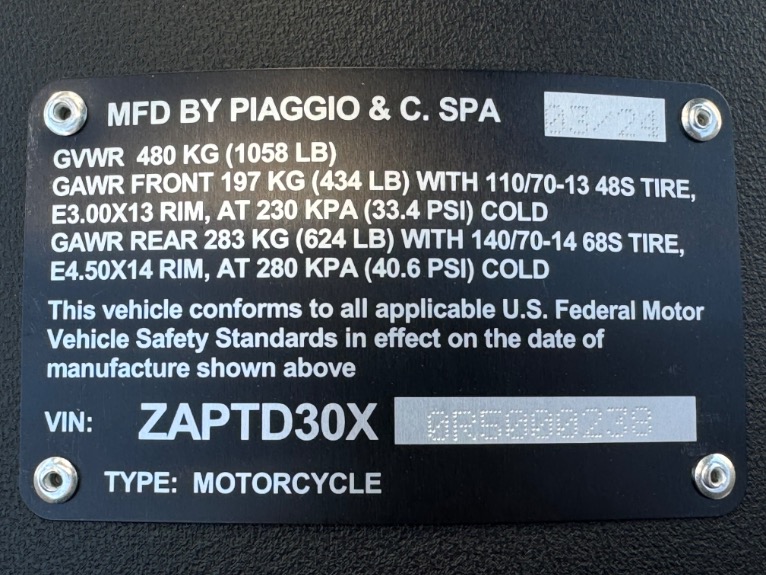 MFD BY PIAGGIO & C. SPA 03/24
GVWR 480 KG (1058 LB)
GAWR FRONT 197 KG (434 LB) WITH 110/70-13 48S TIRE,
E3.00X13 RIM, AT 230 KPA (33.4 PSI) COLD
GAWR REAR 283 KG (624 LB) WITH 140/70-14 68S TIRE,
E4.50X14 RIM, AT 280 KPA (40.6 PSI) COLD
This vehicle conforms to all applicable U.S. Federal Motor
Vehicle Safety Standards in effect on the date of
manufacture shown above
VIN: ZAPTD30X 0R5000238
TYPE: MOTORCYCLE